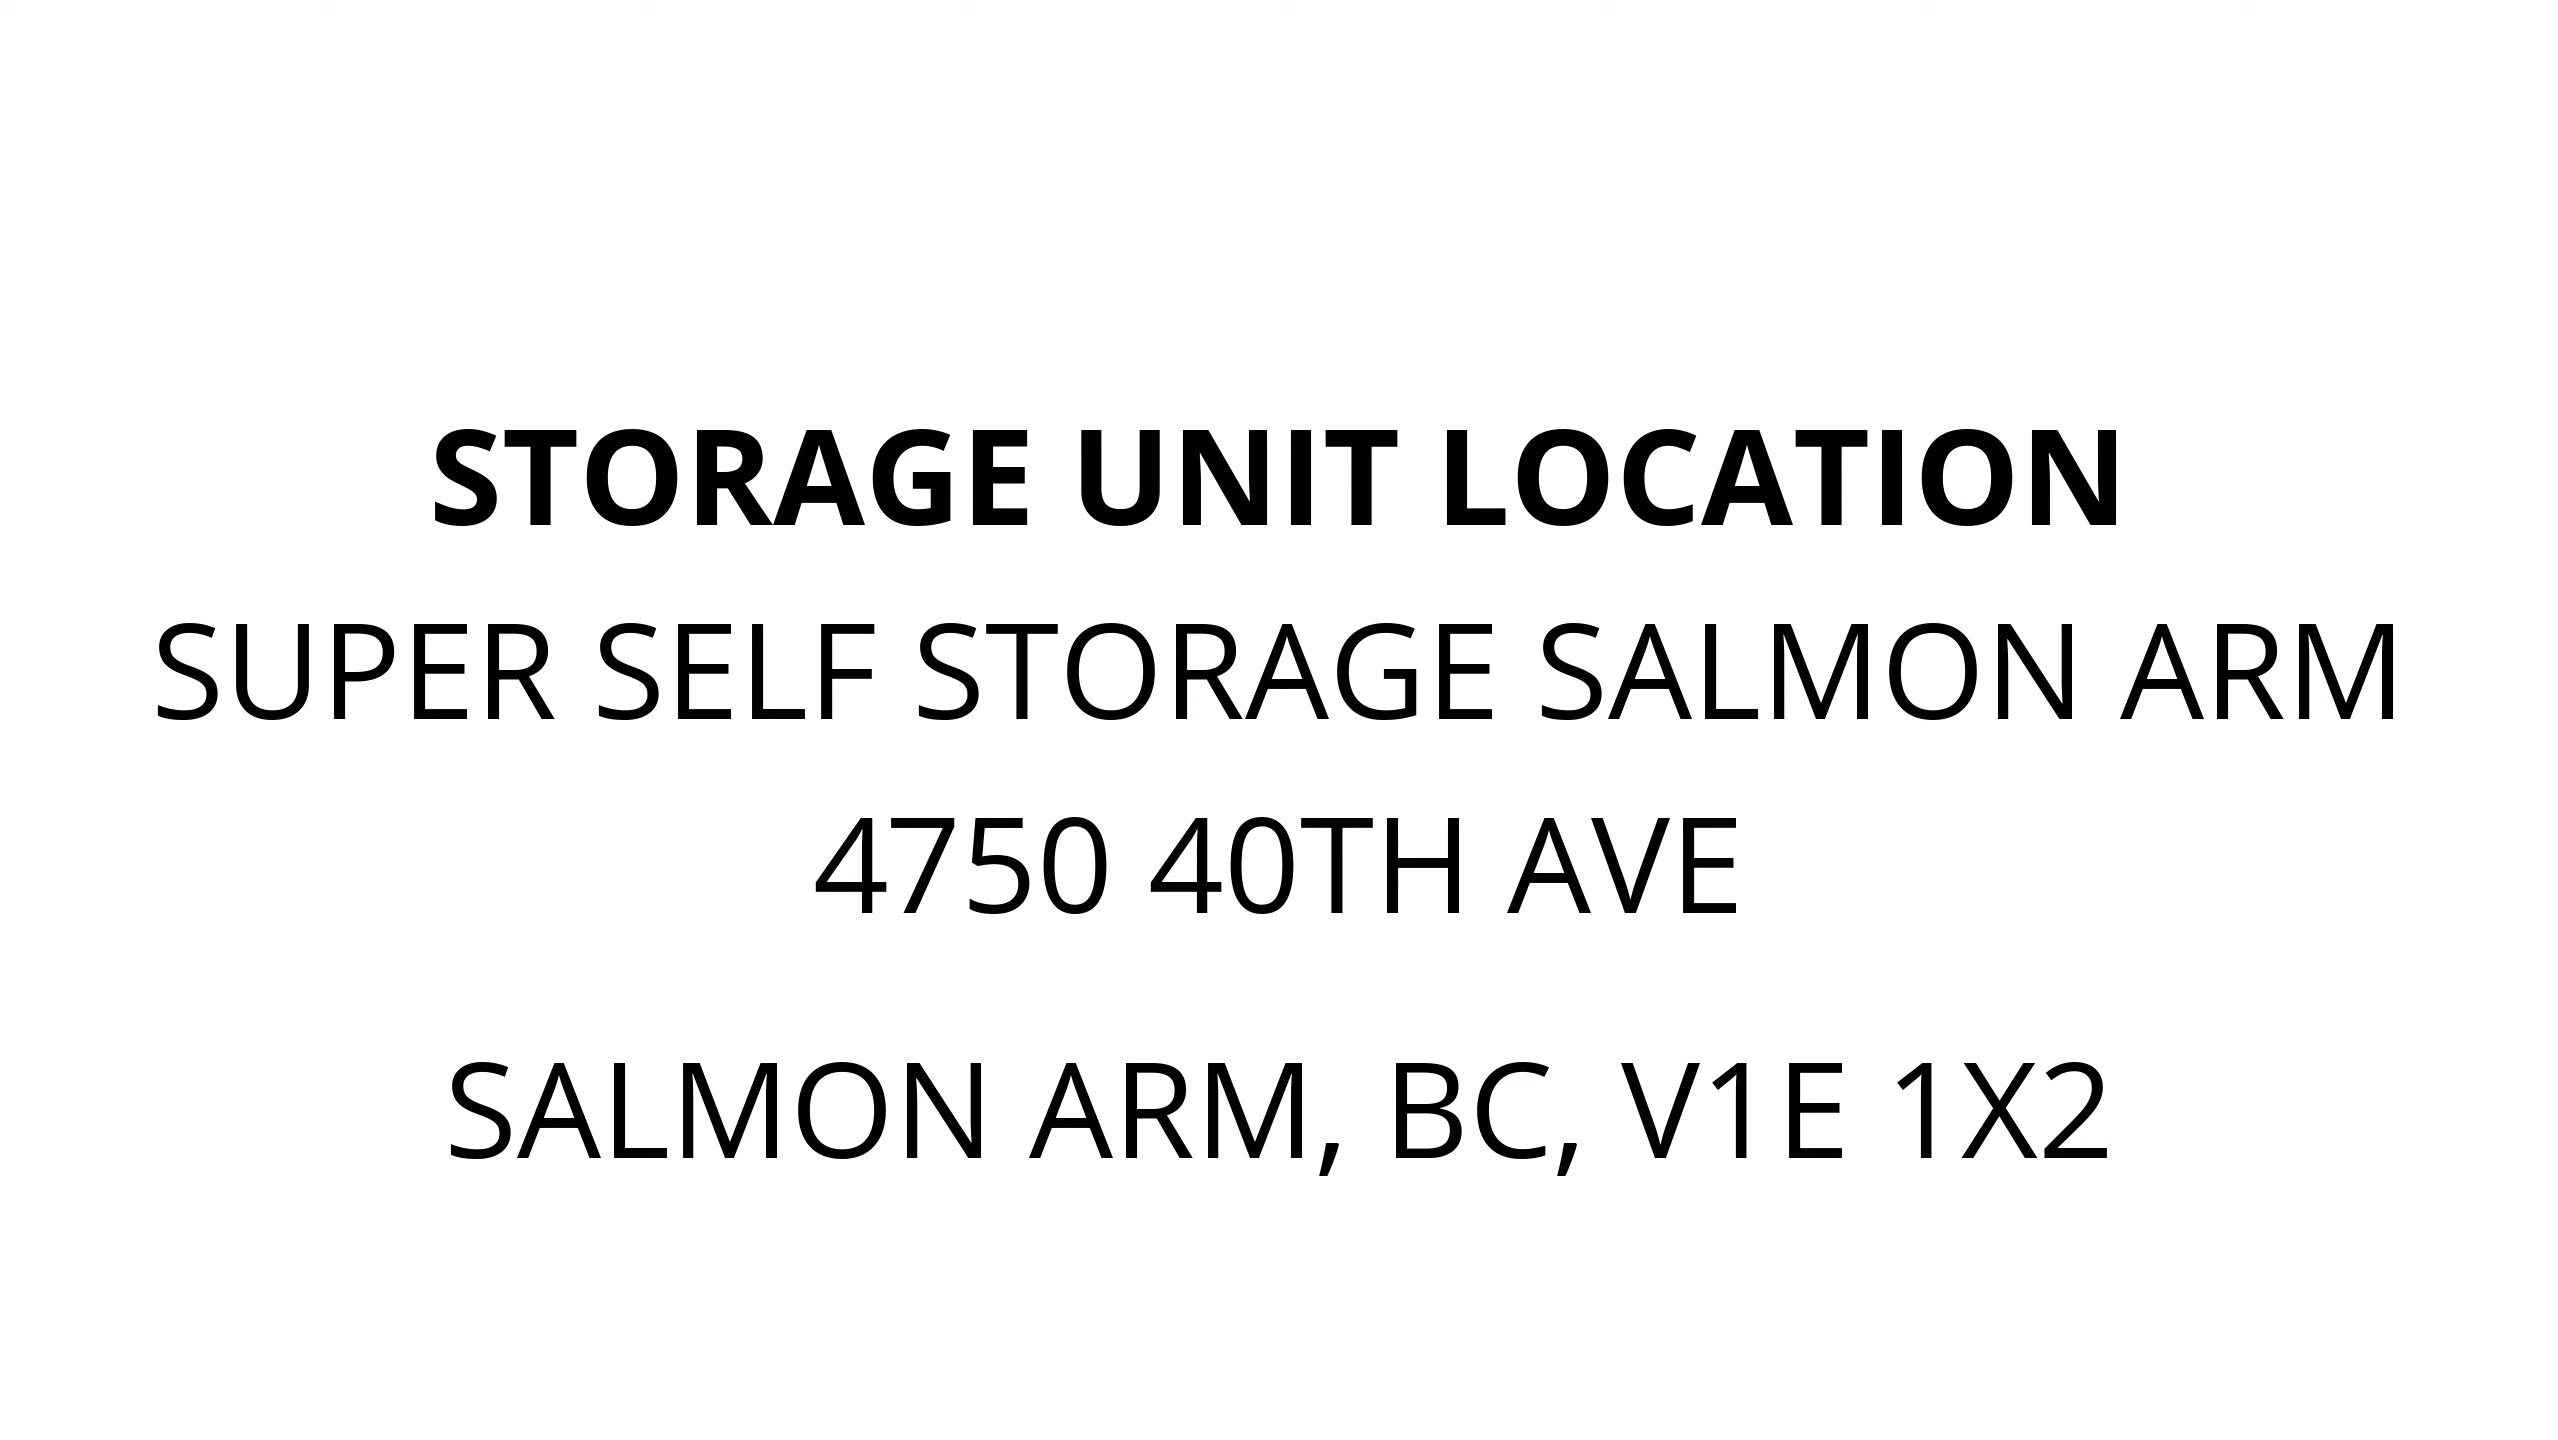 STORAGE UNIT LOCATION
SUPER SELF STORAGE SALMON ARM
4750 40TH AVE
SALMON ARM, BC, V1E 1X2